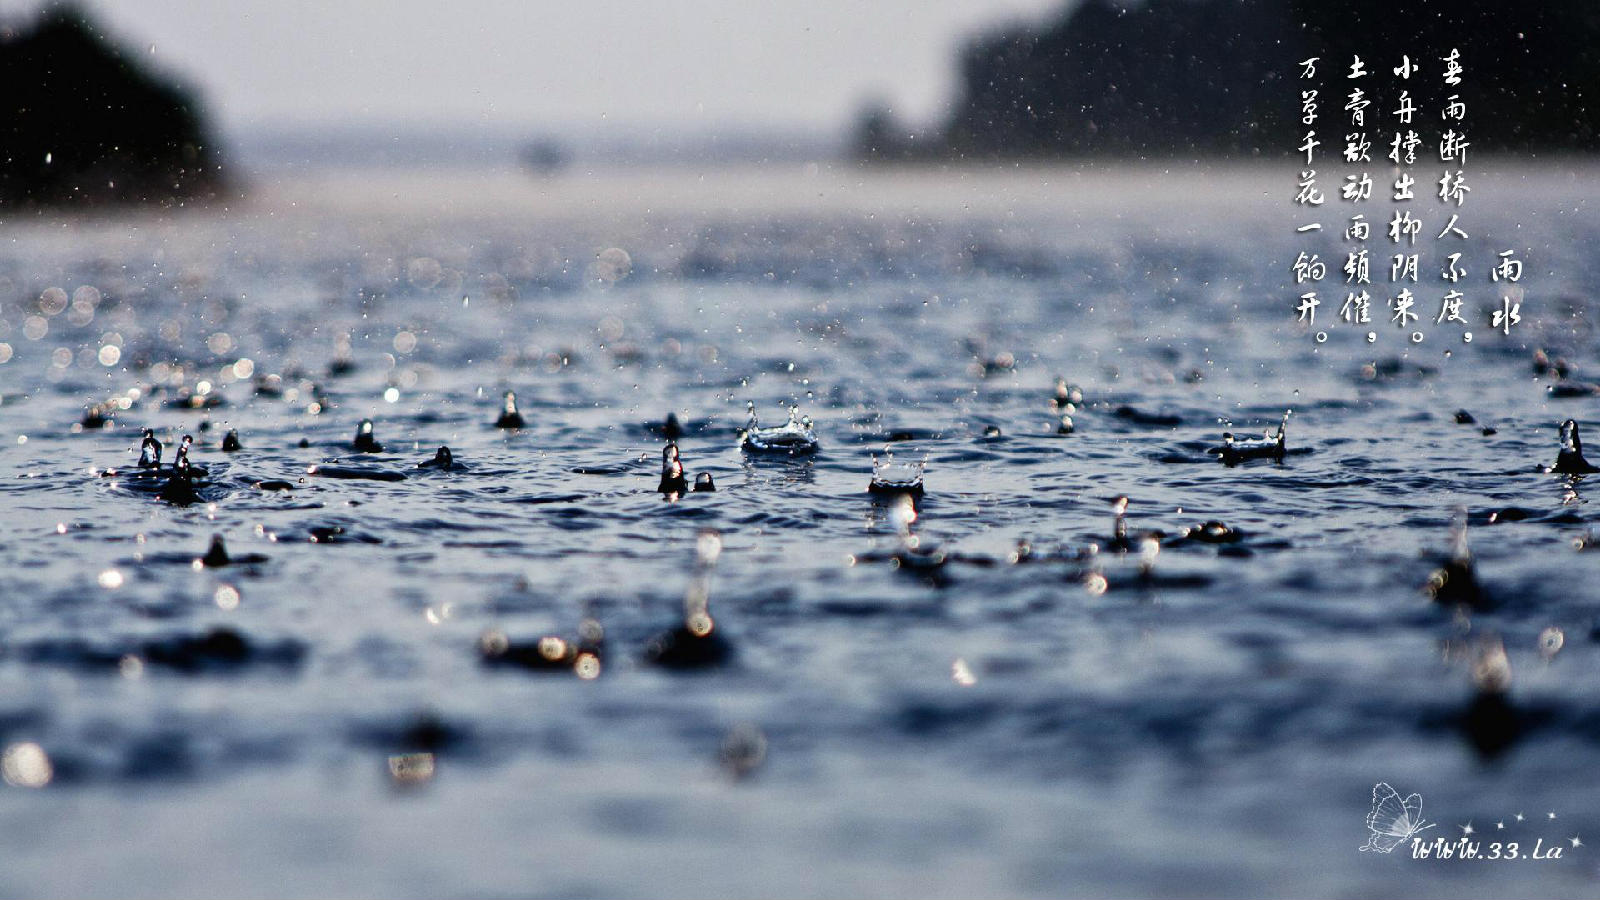 雨水
春雨断桥人不度，
小舟撑出柳阴来。
土膏欲动雨频催，
万草千花一饷开。
www.33.La